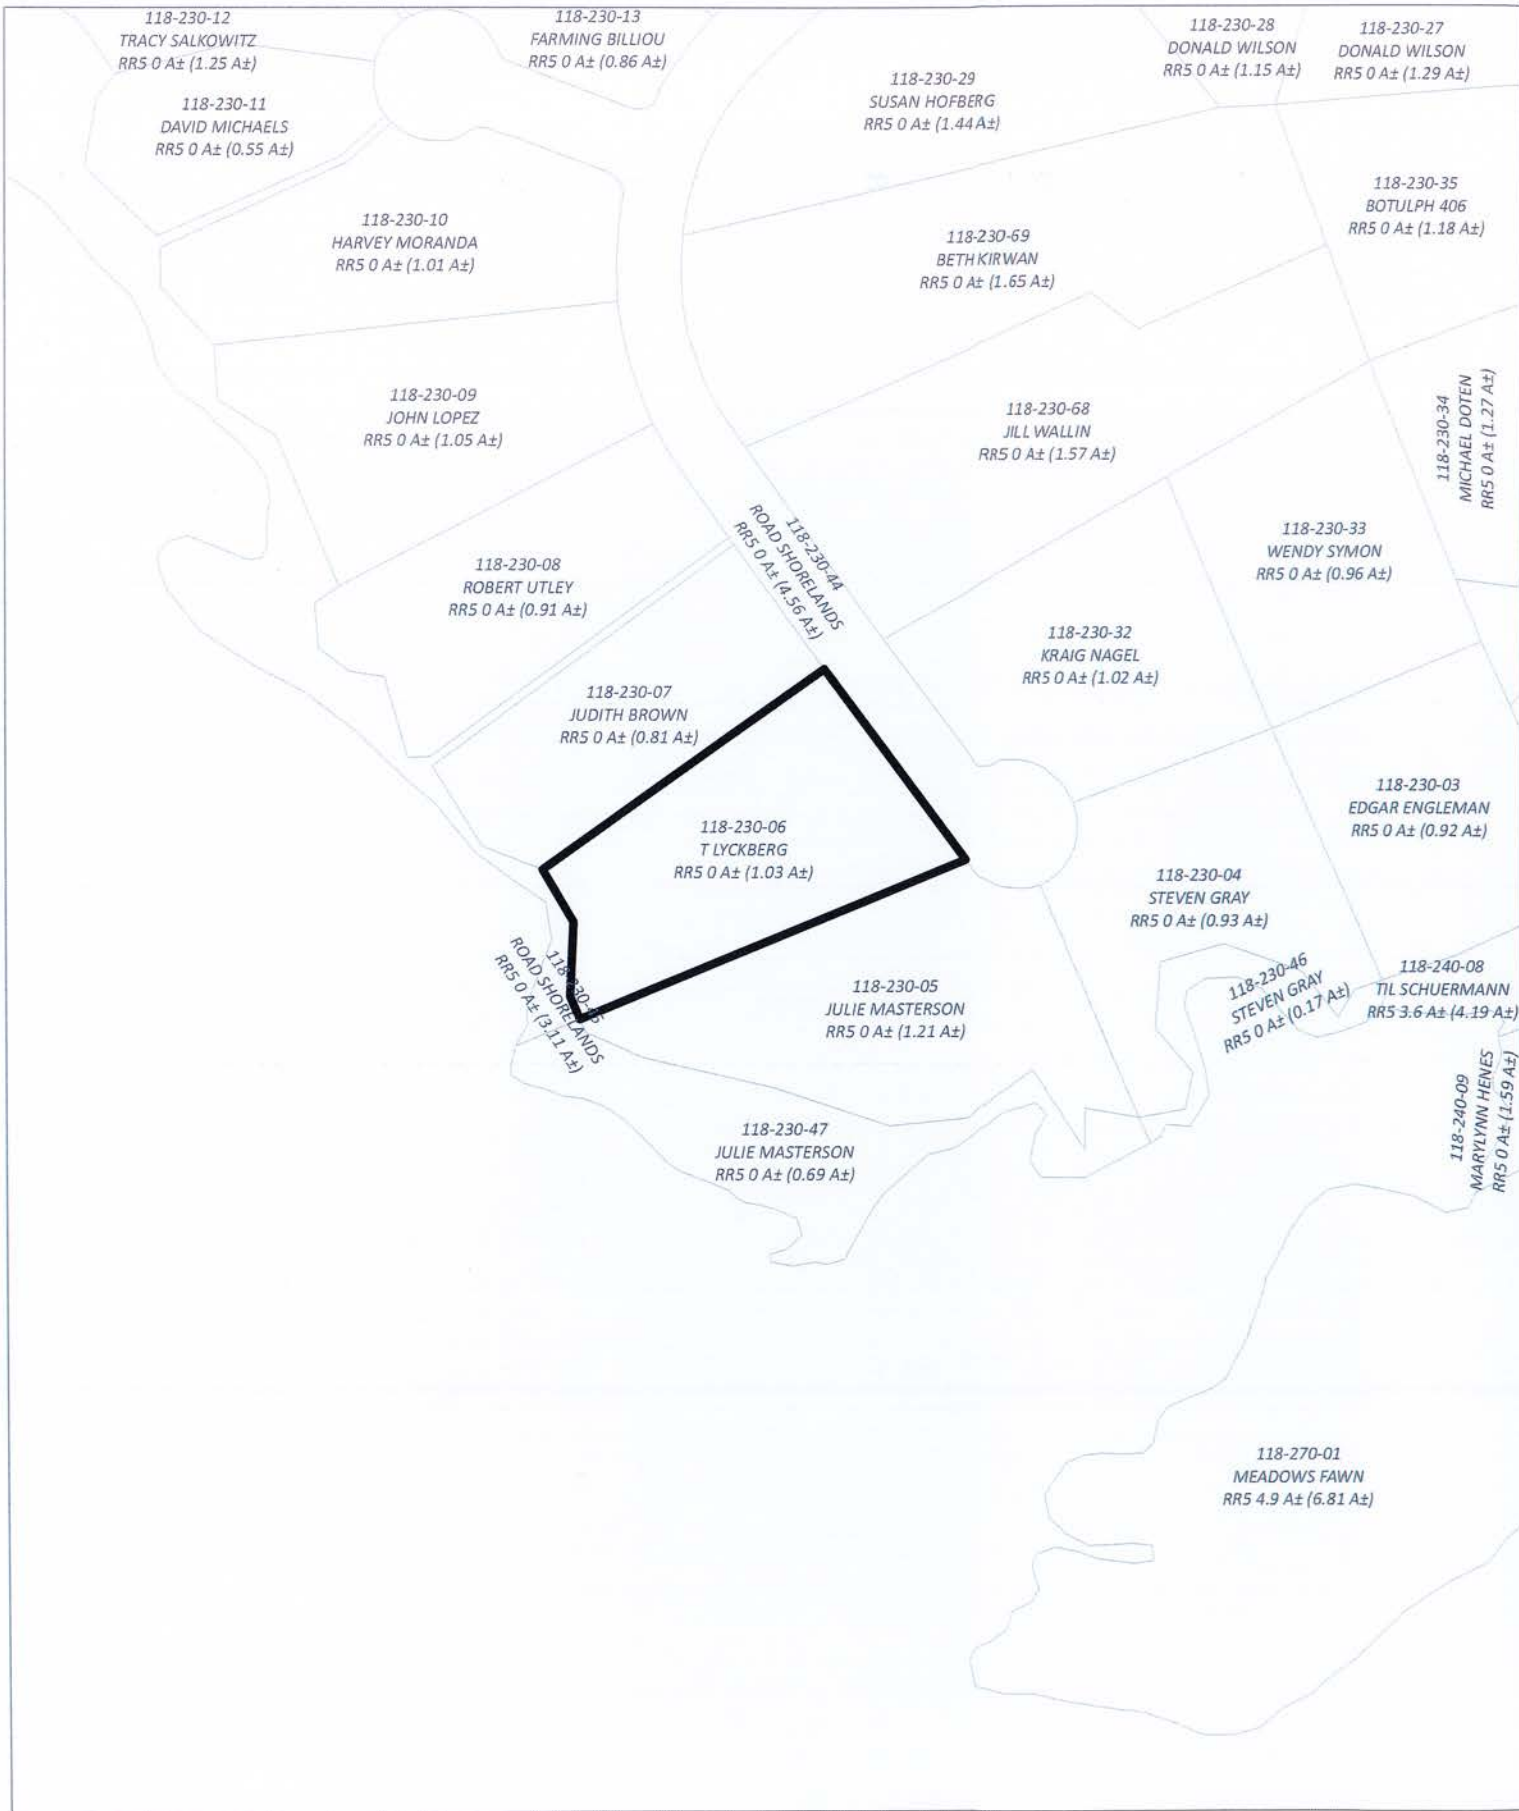 118-230-12
TRACY SALKOWITZ
RR5 0 A± (1.25 A±)
118-230-13
FARMING BILLIOU
RR5 0 A± (0.86 A±)
118-230-28
DONALD WILSON
RR5 0 A± (1.15 A±)
118-230-27
DONALD WILSON
RR5 0 A± (1.29 A±)
118-230-29
SUSAN HOFBERG
RR5 0 A± (1.44 A±)
118-230-11
DAVID MICHAELS
RR5 0 A± (0.55 A±)
118-230-35
BOTULPH 406
RR5 0 A± (1.18 A±)
118-230-10
HARVEY MORANDA
RR5 0 A± (1.01 A±)
118-230-69
BETH KIRWAN
RR5 0 A± (1.65 A±)
118-230-09
JOHN LOPEZ
RR5 0 A± (1.05 A±)
118-230-68
JILL WALLIN
RR5 0 A± (1.57 A±)
118-230-34
MICHAEL DOTEN
RR5 0 A± (1.27 A±)
118-230-44
ROAD SHORELANDS
RR5 0 A± (4.56 A±)
118-230-33
WENDY SYMON
RR5 0 A± (0.96 A±)
118-230-08
ROBERT UTLEY
RR5 0 A± (0.91 A±)
118-230-32
KRAIG NAGEL
RR5 0 A± (1.02 A±)
118-230-07
JUDITH BROWN
RR5 0 A± (0.81 A±)
118-230-03
EDGAR ENGLEMAN
RR5 0 A± (0.92 A±)
118-230-06
T LYCKBERG
RR5 0 A± (1.03 A±)
118-230-04
STEVEN GRAY
RR5 0 A± (0.93 A±)
ROAD SHORELANDS
RR5 0 A± (3.11 A±)
118-230-05
JULIE MASTERSON
RR5 0 A± (1.21 A±)
118-230-46
STEVEN GRAY
RR5 0 A± (0.17 A±)
118-240-08
TIL SCHUERMANN
RR5 3.6 A± (4.19 A±)
118-240-09
MARYLYNN HENES
RR5 0 A± (1.59 A±)
118-230-47
JULIE MASTERSON
RR5 0 A± (0.69 A±)
118-270-01
MEADOWS FAWN
RR5 4.9 A± (6.81 A±)